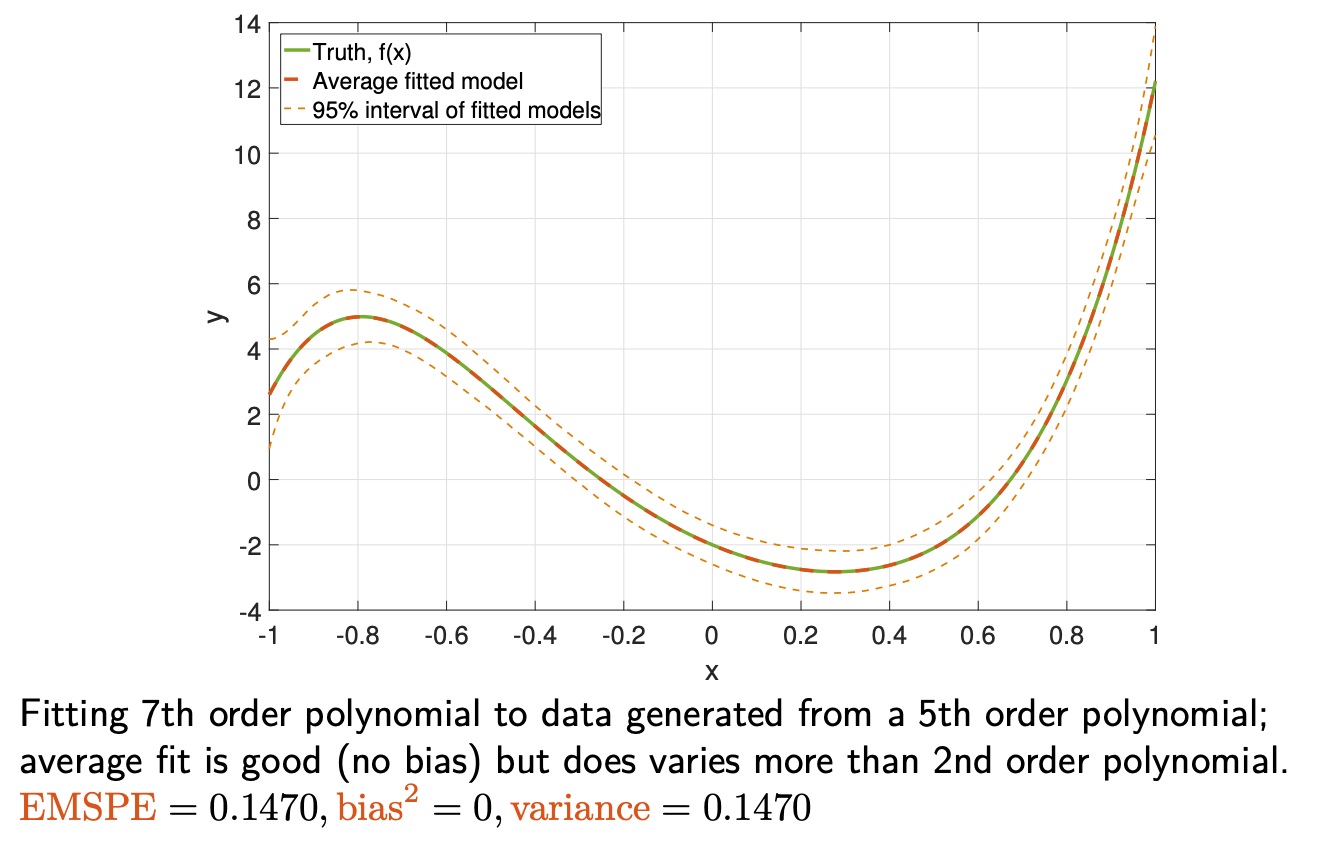 14
12
10
8
6
4
2
0
-2
-4
y
Truth, f(x)
Average fitted model
95% interval of fitted models
-1 -0.8 -0.6 -0.4 -0.2 0 0.2 0.4 0.6 0.8 1
x
Fitting 7th order polynomial to data generated from a 5th order polynomial;
average fit is good (no bias) but does varies more than 2nd order polynomial.
EMSPE = 0.1470, bias² = 0, variance = 0.1470